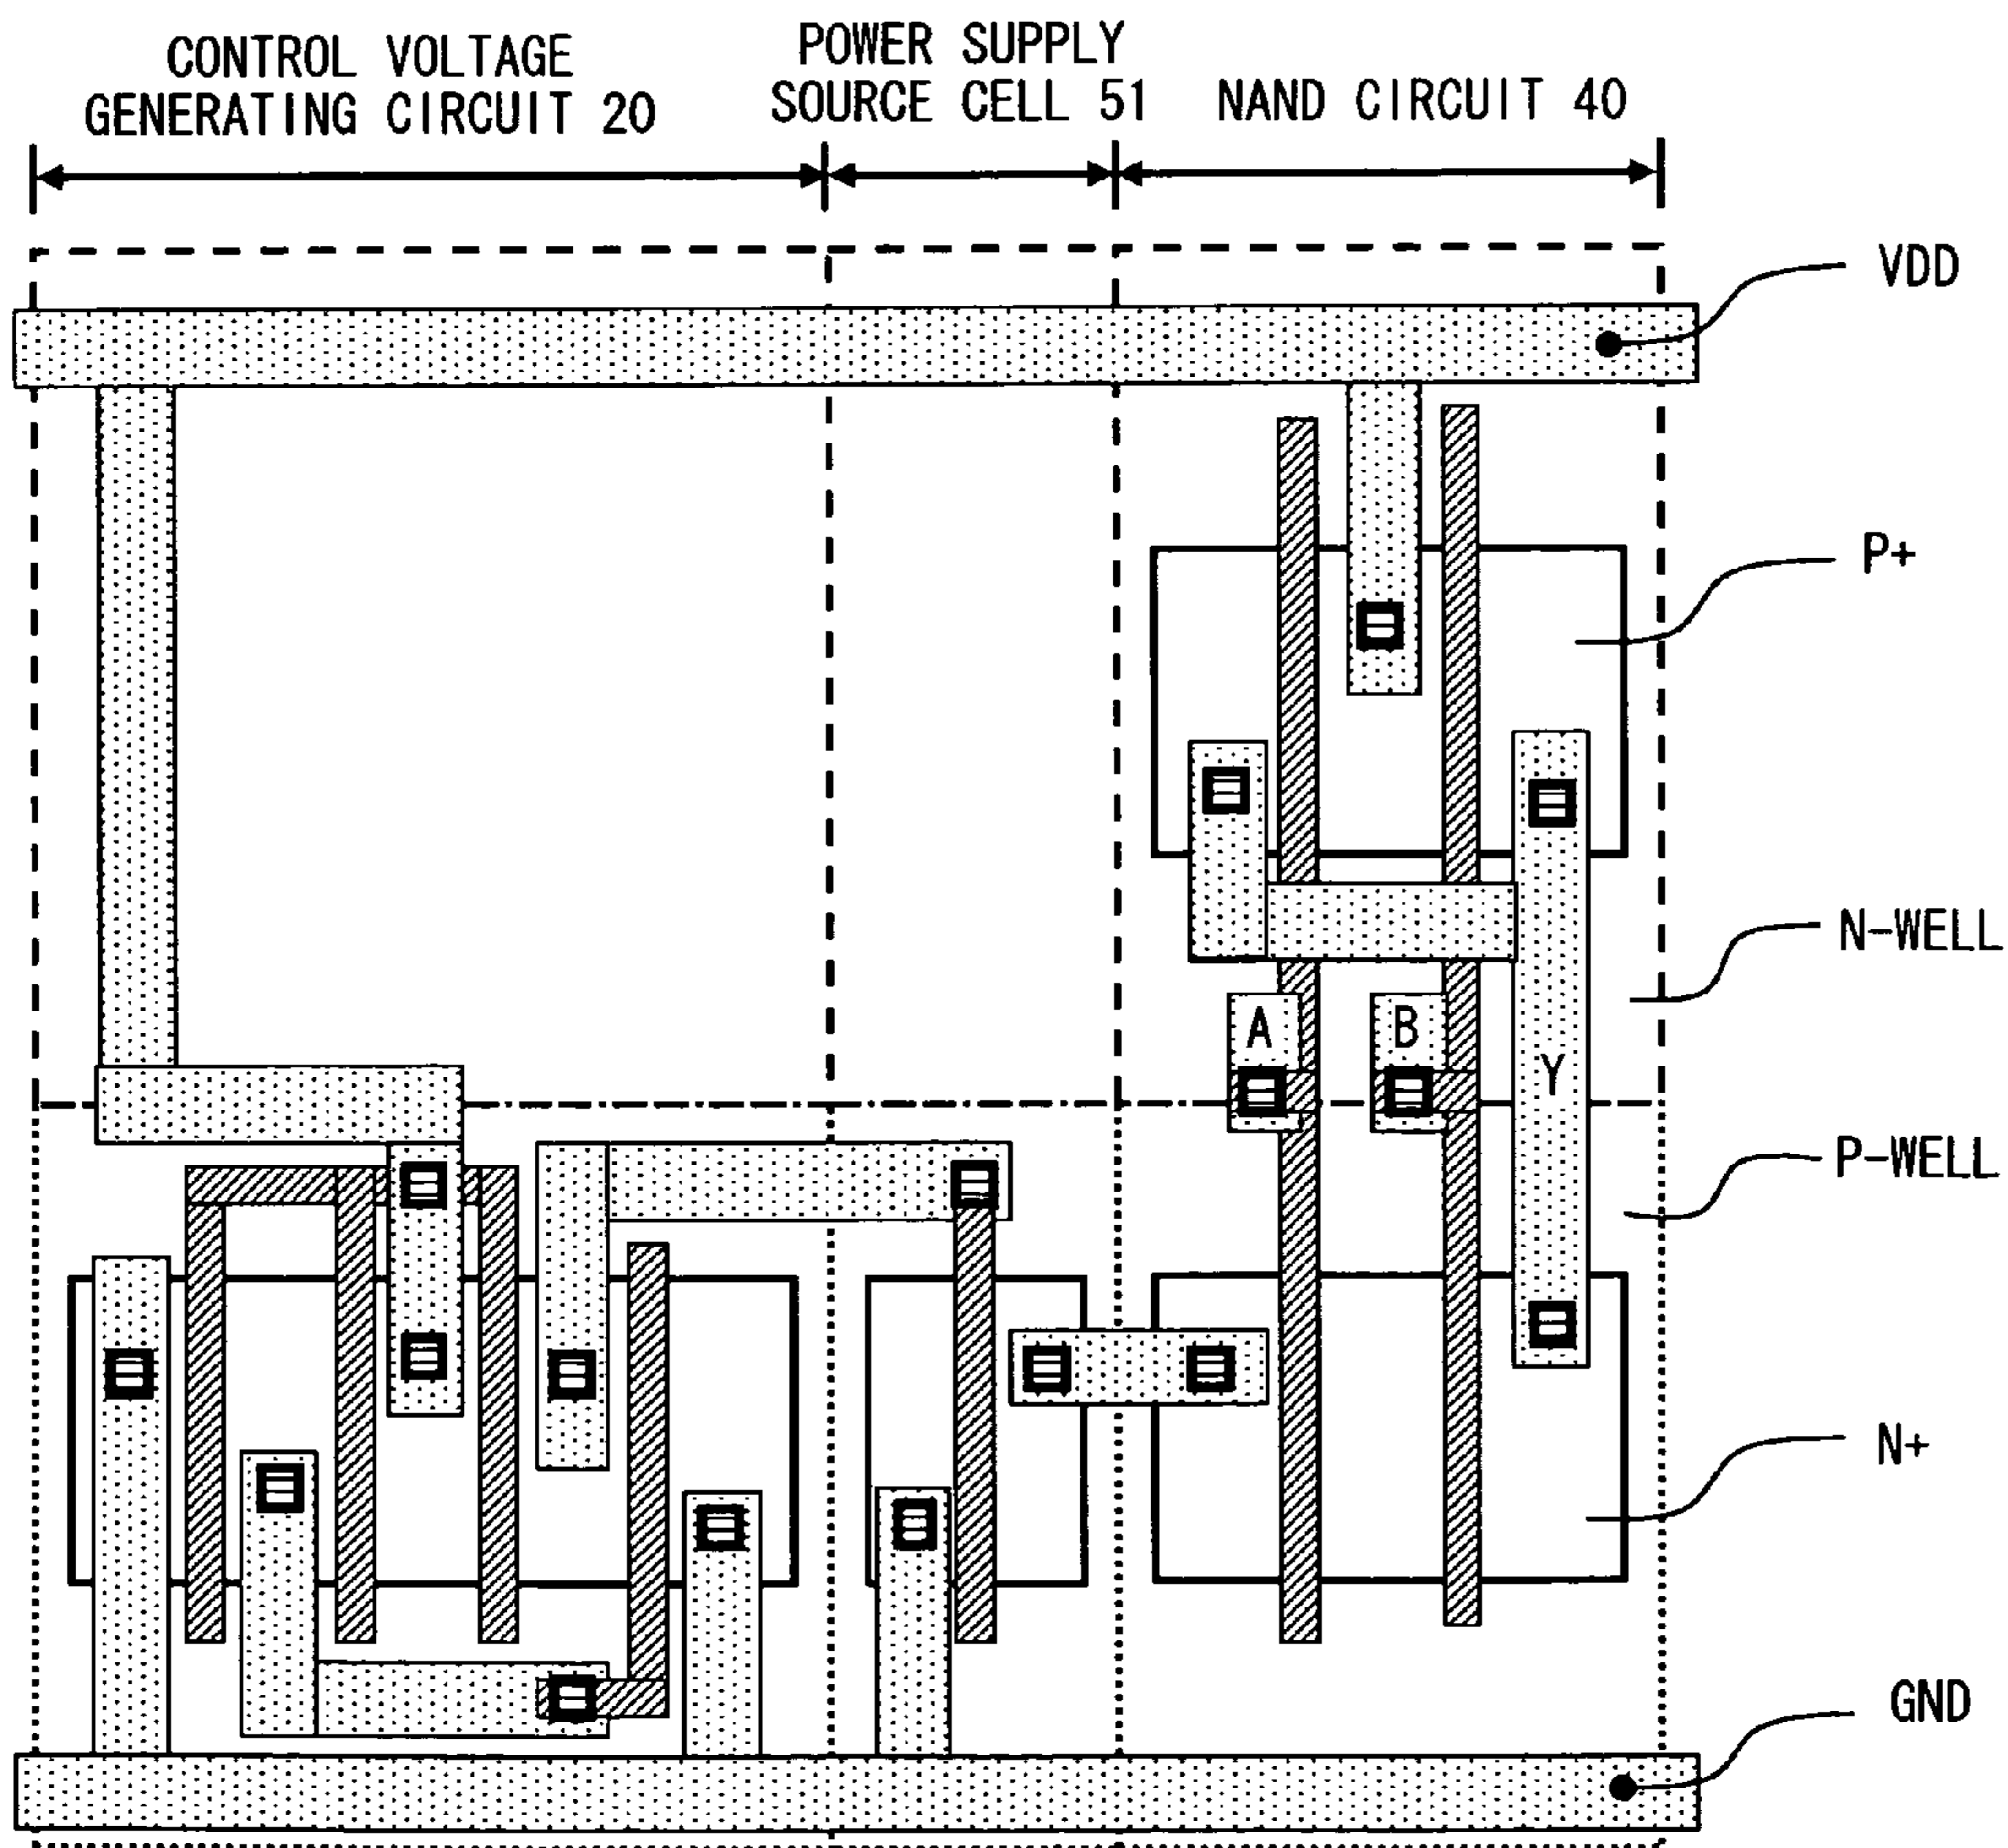 CONTROL VOLTAGE
GENERATING CIRCUIT 20
POWER SUPPLY
SOURCE CELL 51
NAND CIRCUIT 40
VDD
P+
N-WELL
A
B
Y
P-WELL
N+
GND